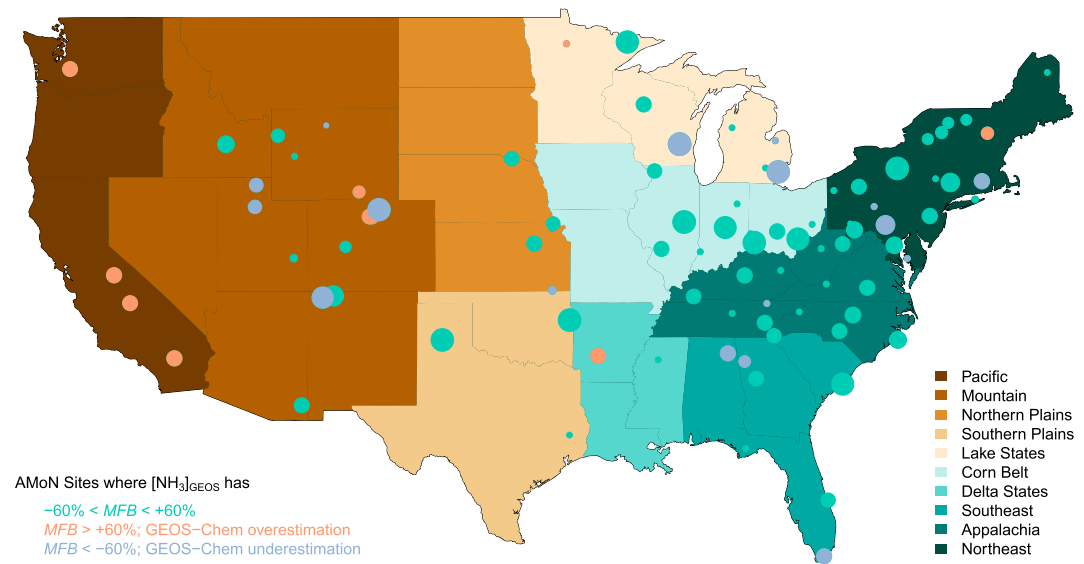 Pacific
Mountain
Northern Plains
Southern Plains
Lake States
Corn Belt
Delta States
Southeast
Appalachia
Northeast
AMoN Sites where [NH₃]GEOS has
−60% < MFB < +60%
MFB > +60%; GEOS−Chem overestimation
MFB < −60%; GEOS−Chem underestimation